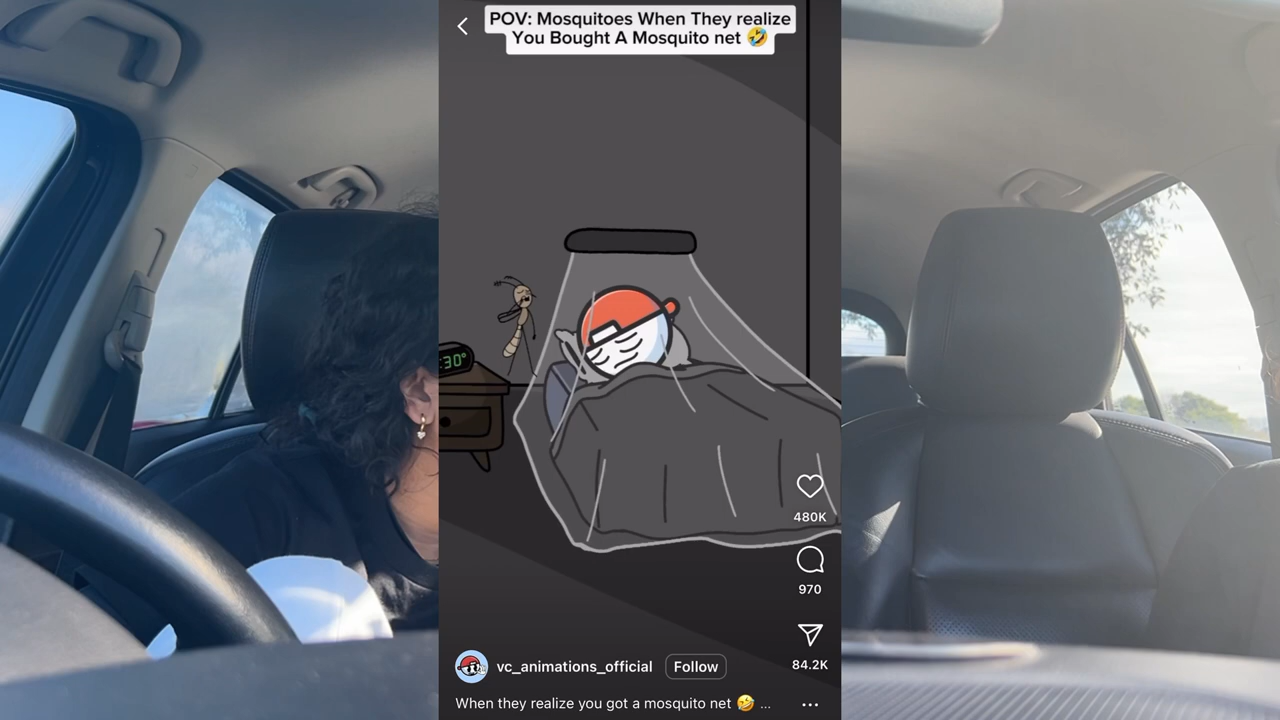 POV: Mosquitoes When They realize
You Bought A Mosquito net 🤣
:30°
480K
970
84.2K
vc_animations_official
Follow
When they realize you got a mosquito net 🤣 ...